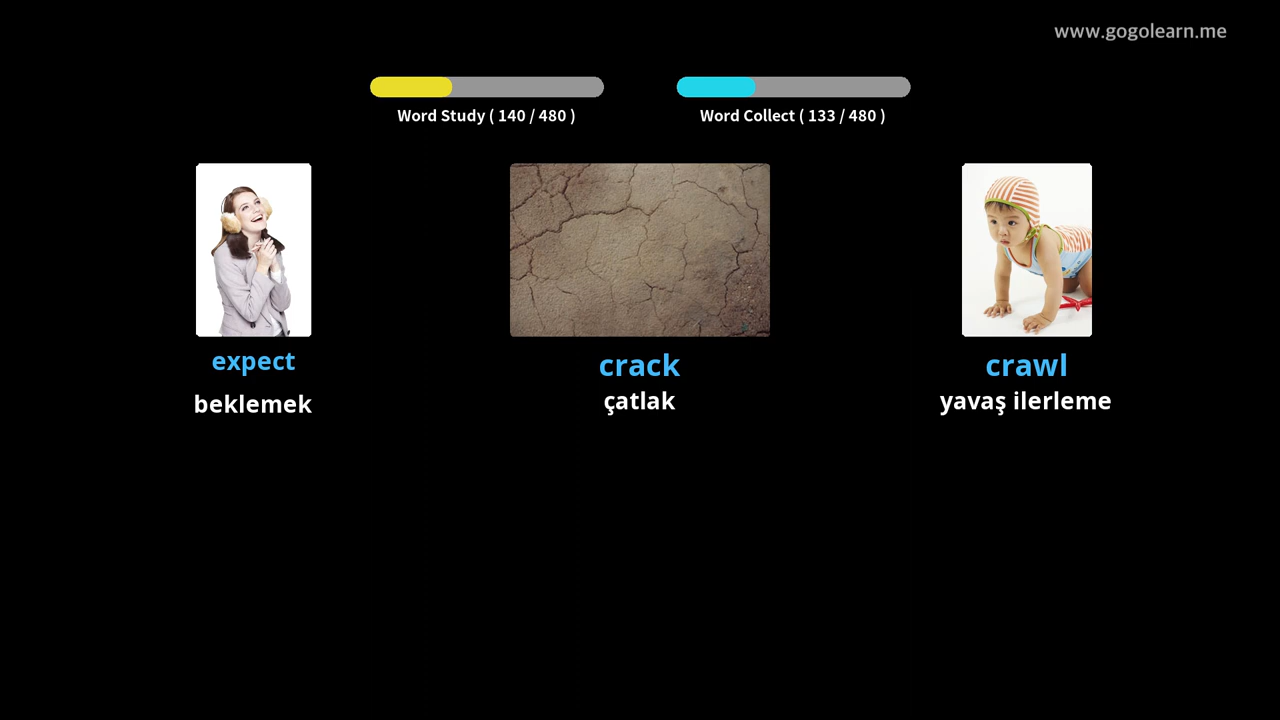 www.gogolearn.me
Word Study ( 140 / 480 )
Word Collect ( 133 / 480 )
expect
crack
crawl
beklemek
çatlak
yavaş ilerleme